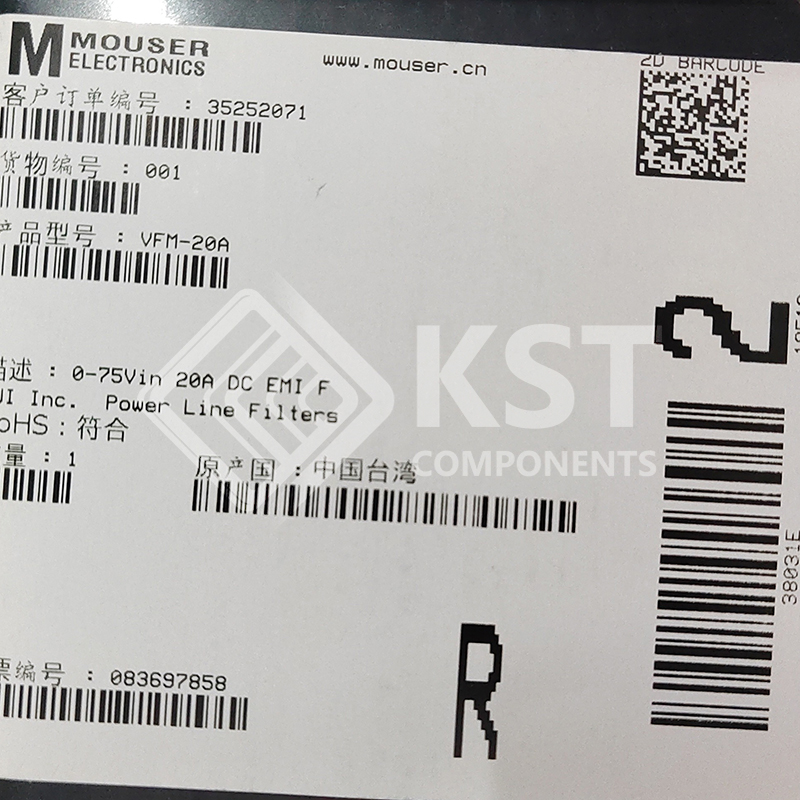 MOUSER
ELECTRONICS
www.mouser.cn
2D BARCODE
客户订单编号 : 35252071
货物编号 : 001
产品型号 : VFM-20A
描述 : 0-75Vin 20A DC EMI F
UI Inc. Power Line Filters
oHS : 符合
量 : 1
原产国 : 中国台湾
票编号 : 083697858
R
2
38031E
KST
COMPONENTS